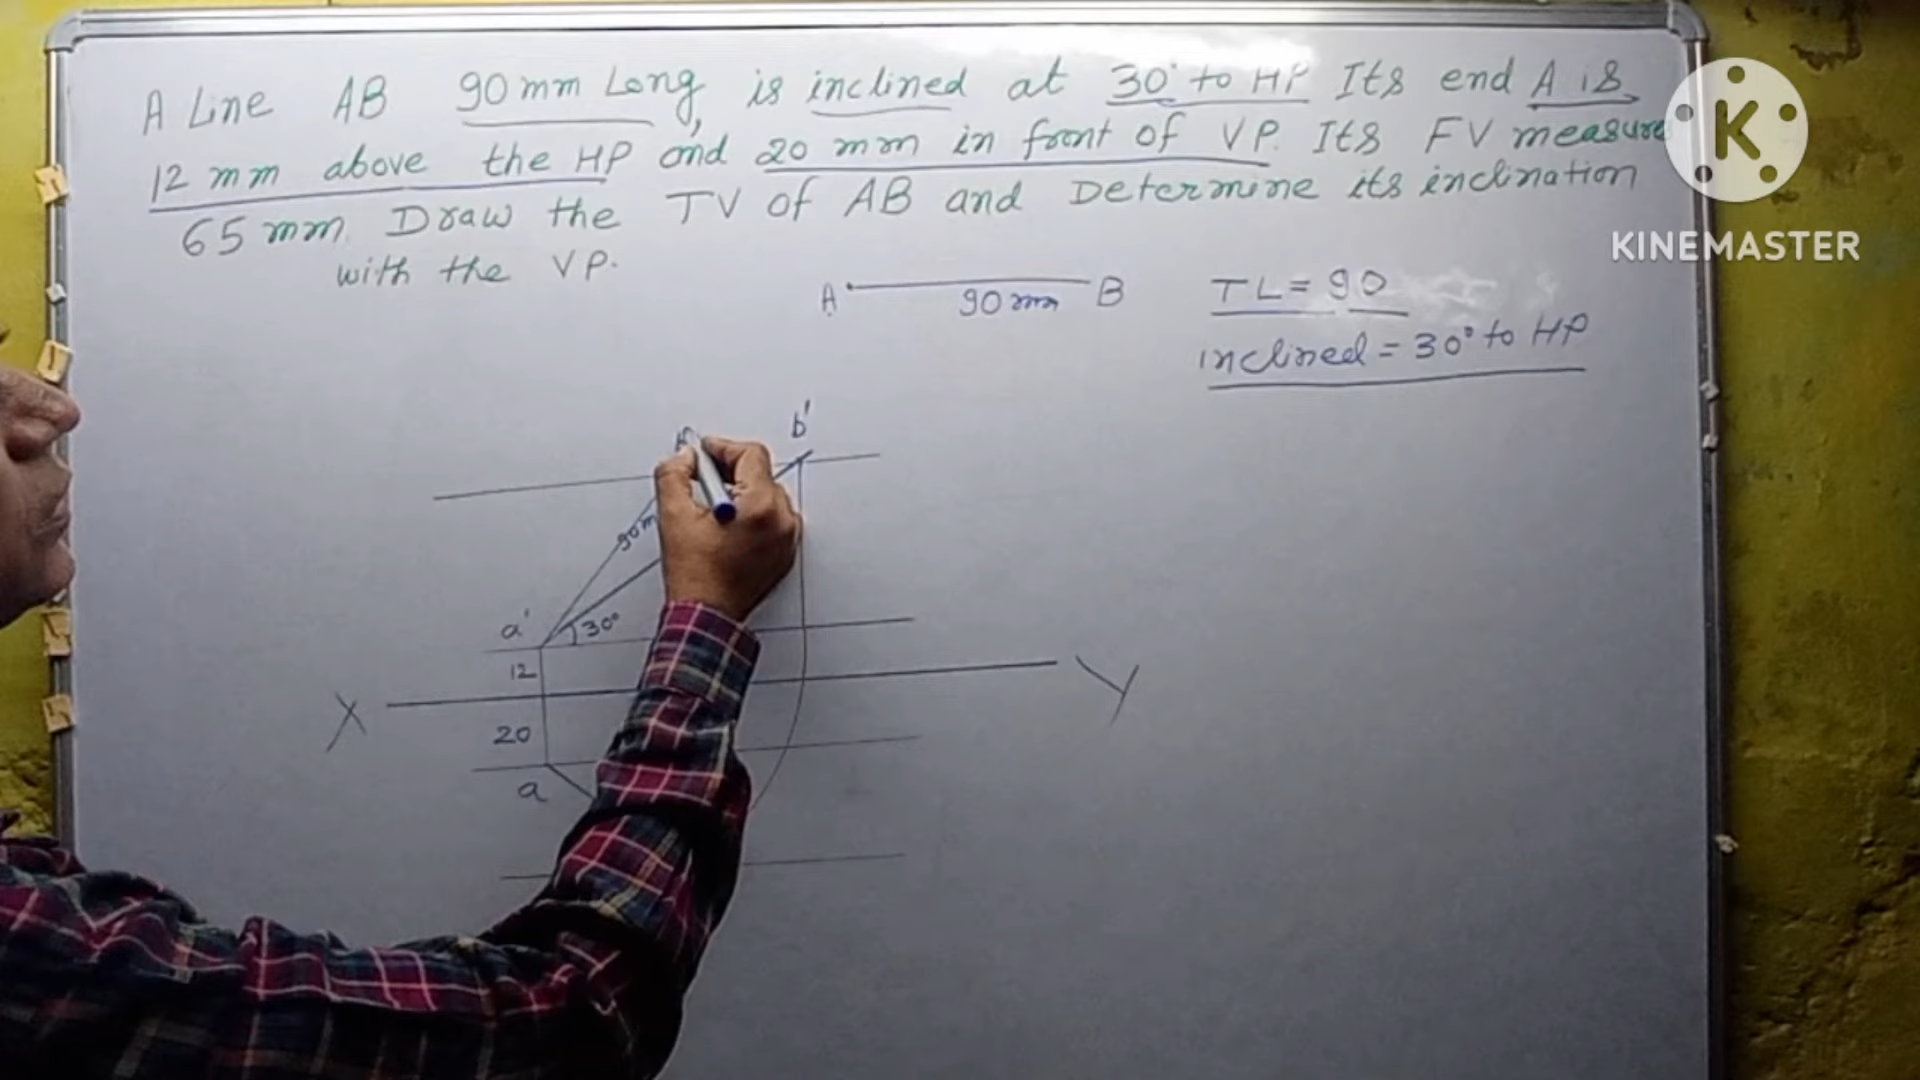 A Line AB 90mm Long, is inclined at 30° to HP Its end A is
12 mm above the HP and 20 mm in front of VP. Its FV measure
65 mm. Draw the TV of AB and Determine its inclination
with the VP.
A 90 mm B
TL = 90
inclined = 30° to HP
b'
90m
a'
30°
12
X
Y
20
a
K
KINEMASTER